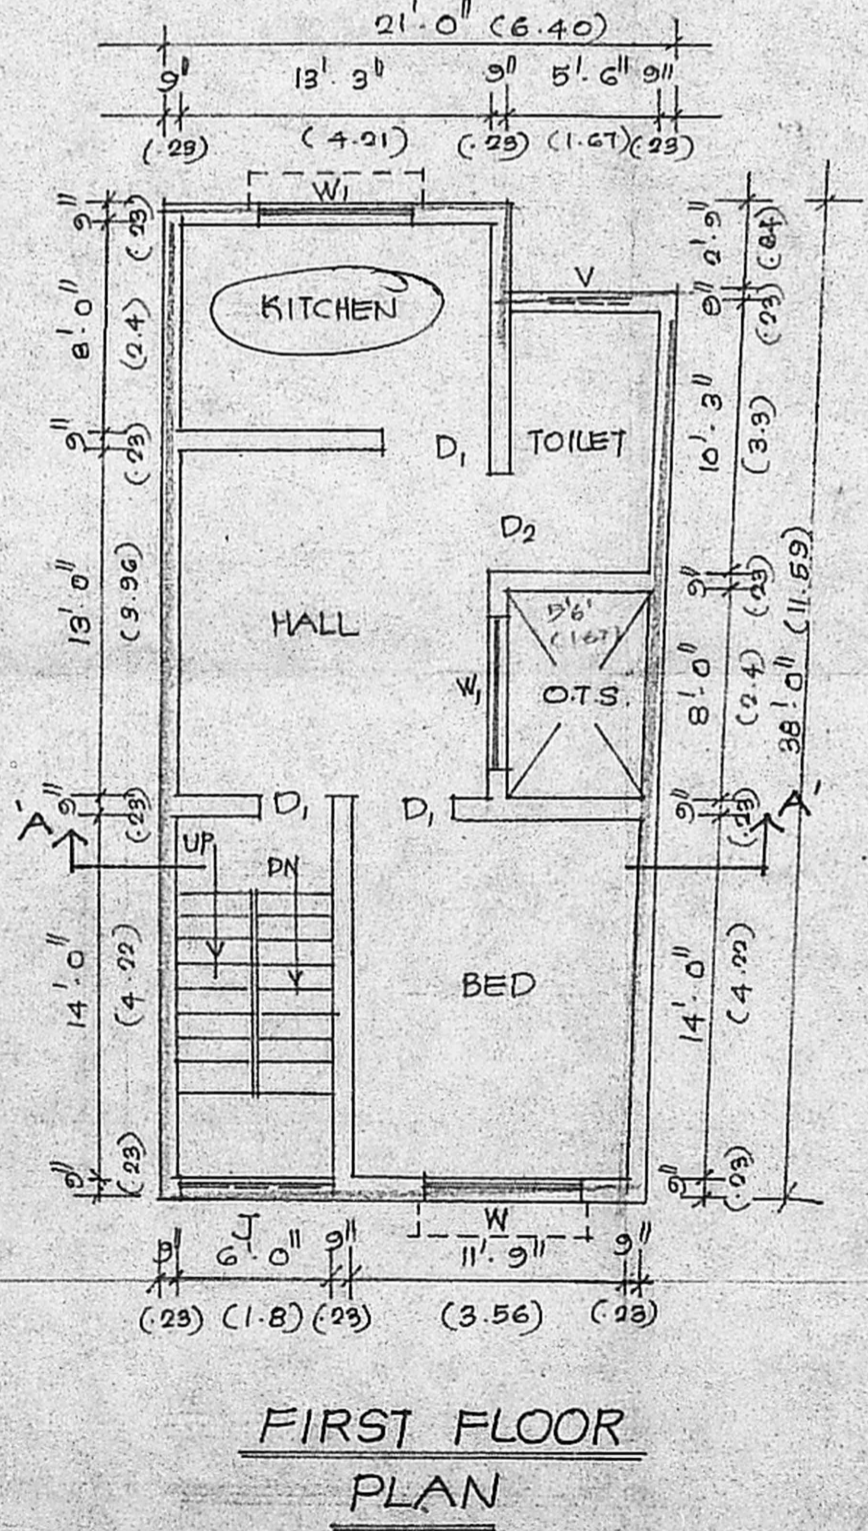 21'-0" (6.40)
9" 13'-3" 9" 5'-6" 9"
(.23) (4.21) (.23) (1.67) (.23)
W1
9" (.23)
2'-9" (.84)
V
9" (.23)
8'-0" (2.4)
KITCHEN
10'-3" (3.3)
9" (.23)
D1
TOILET
D2
9" (.23)
13'-0" (3.96)
HALL
5'6'
(1.67)
W1
O.T.S.
8'-0" (2.4)
38'-0" (11.59)
'A
9" (.23)
D1
D1
9" (.23)
A'
UP
DN
14'-0" (4.22)
BED
14'-0" (4.22)
9" (.23)
9" (.23)
J
W
9" 6'-0" 9" 11'-9" 9"
(.23) (1.8) (.23) (3.56) (.23)
FIRST FLOOR
PLAN